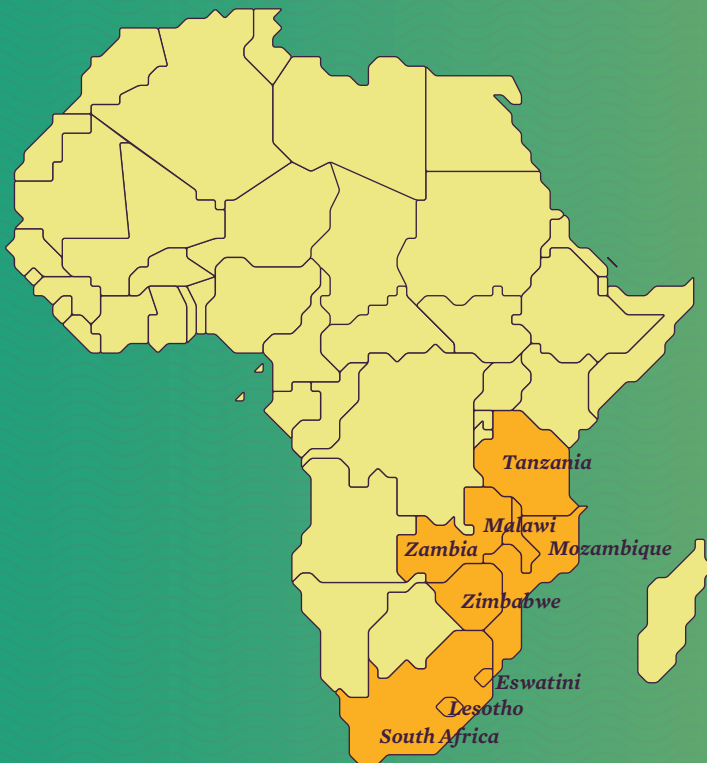 Tanzania
Malawi
Zambia
Mozambique
Zimbabwe
Eswatini
Lesotho
South Africa